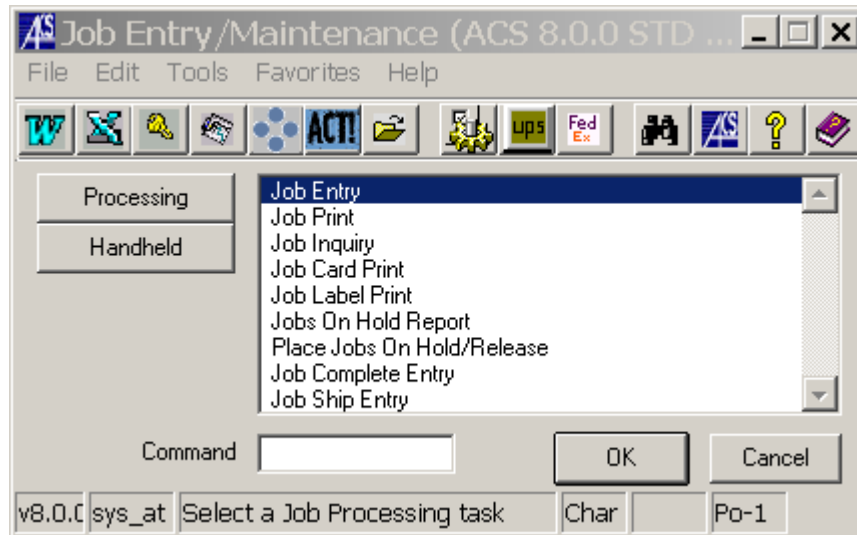 ACS Job Entry/Maintenance (ACS 8.0.0 STD ...
File Edit Tools Favorites Help
W X ACT! ups Fed Ex ACS ?
Processing
Handheld
Job Entry
Job Print
Job Inquiry
Job Card Print
Job Label Print
Jobs On Hold Report
Place Jobs On Hold/Release
Job Complete Entry
Job Ship Entry
Command
OK Cancel
v8.0.0 sys_at Select a Job Processing task Char Po-1